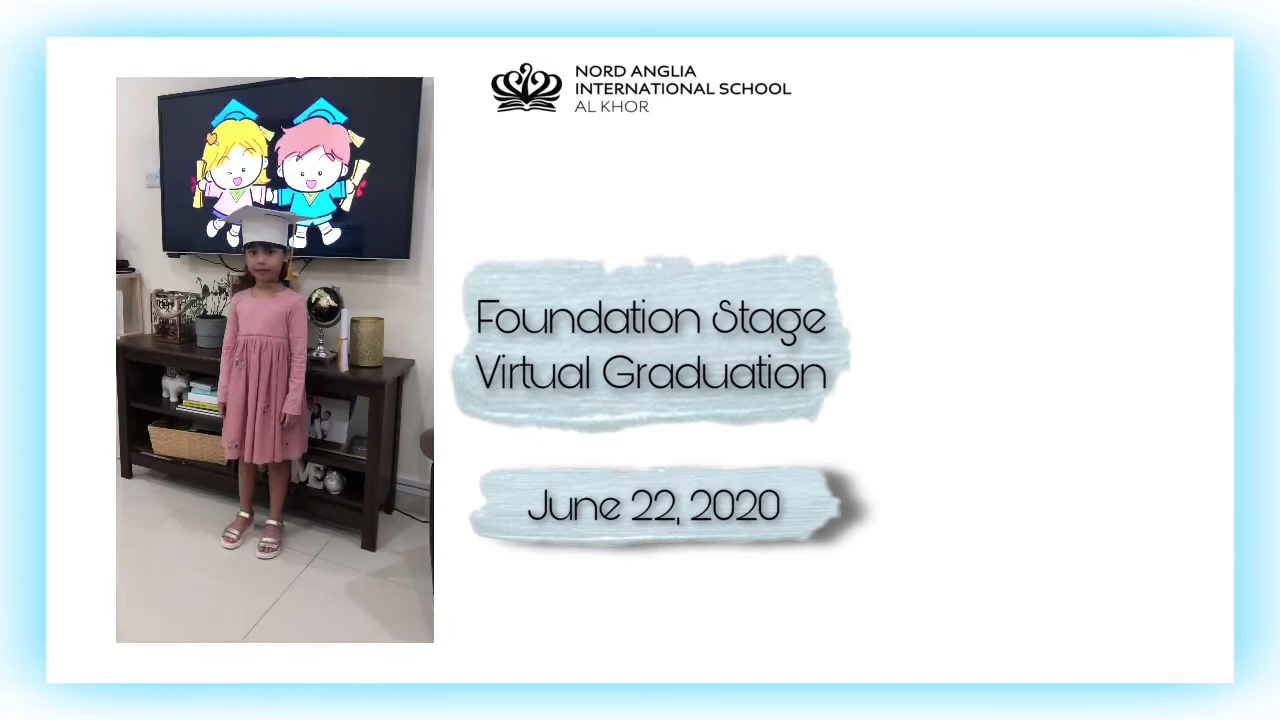 NORD ANGLIA
INTERNATIONAL SCHOOL
AL KHOR
Foundation Stage
Virtual Graduation
June 22, 2020